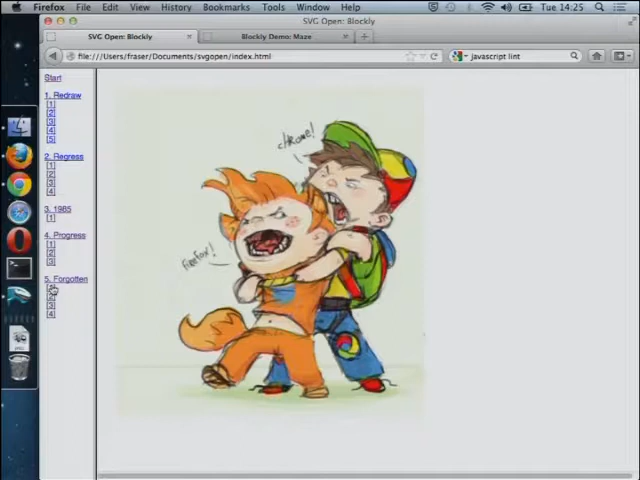 Firefox File Edit View History Bookmarks Tools Window Help Tue 14:25
SVG Open: Blockly
SVG Open: Blockly Blockly Demo: Maze
file:///Users/fraser/Documents/svgopen/index.html javascript lint
Start
1. Redraw
[1]
[2]
[3]
[4]
[5]
2. Regress
[1]
[2]
[3]
[4]
3. 1985
[1]
4. Progress
[1]
[2]
[3]
5. Forgotten
[2]
[3]
[4]
chrome!
Firefox!